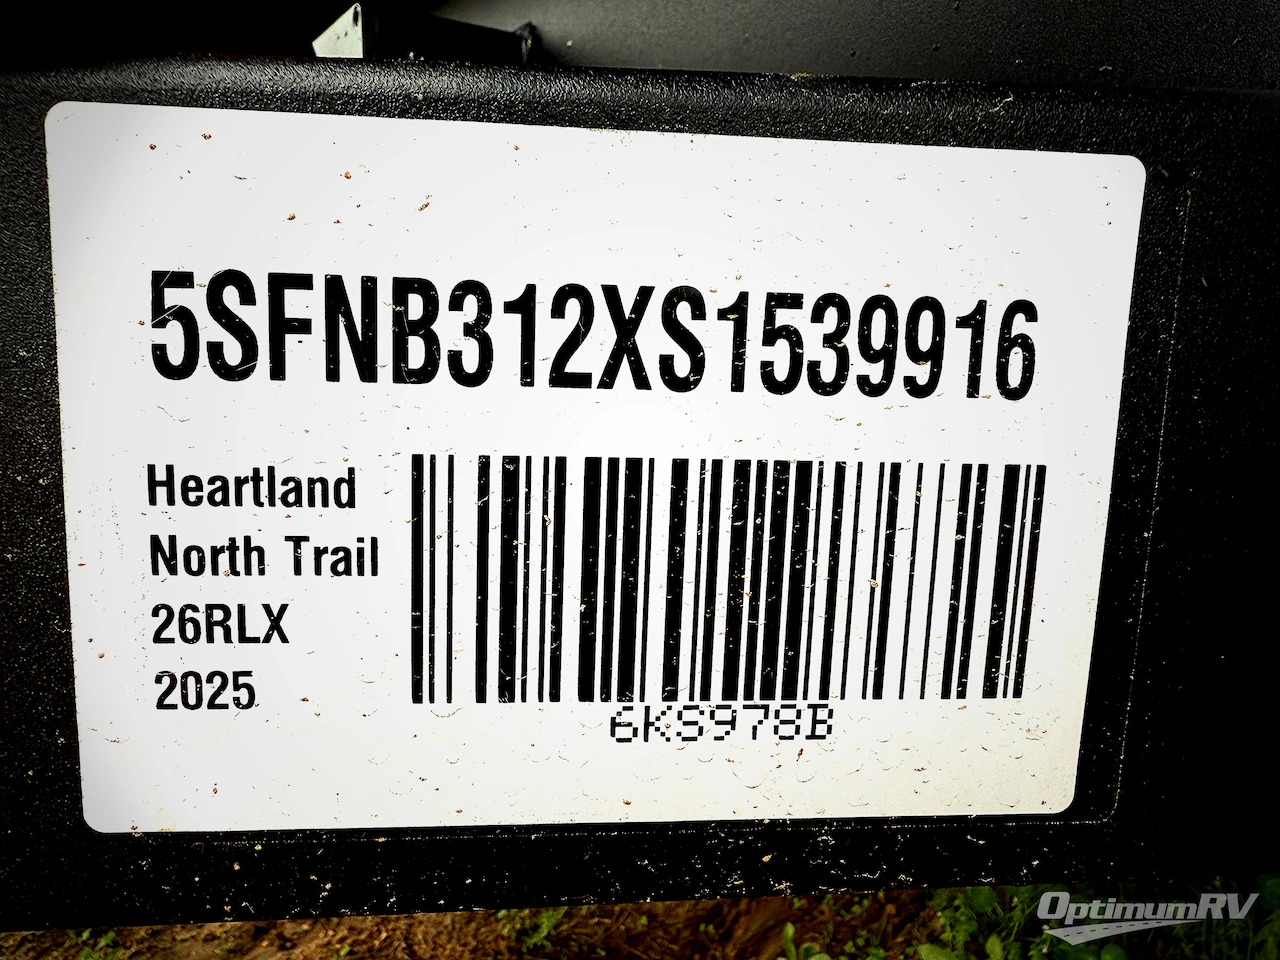 5SFNB312XS1539916
Heartland
North Trail
26RLX
2025
6KS978B
OptimumRV